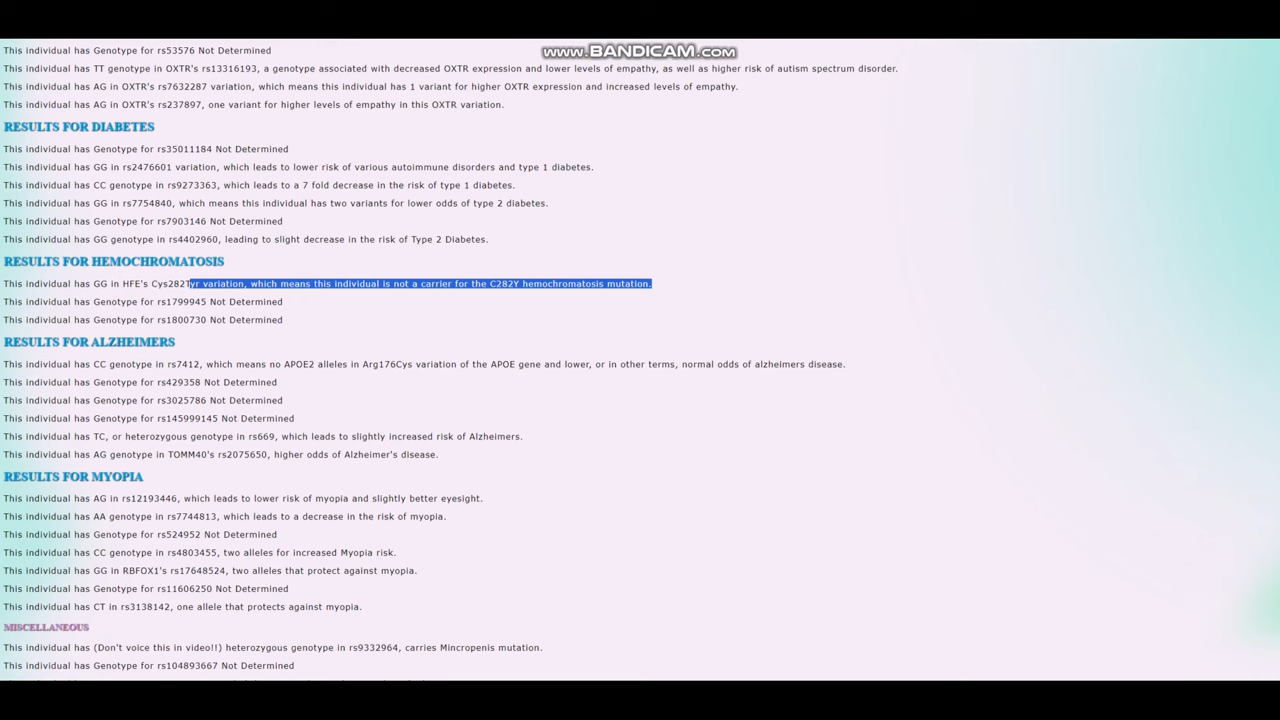 www.BANDICAM.com
This individual has Genotype for rs53576 Not Determined
This individual has TT genotype in OXTR's rs13316193, a genotype associated with decreased OXTR expression and lower levels of empathy, as well as higher risk of autism spectrum disorder.
This individual has AG in OXTR's rs7632287 variation, which means this individual has 1 variant for higher OXTR expression and increased levels of empathy.
This individual has AG in OXTR's rs237897, one variant for higher levels of empathy in this OXTR variation.
RESULTS FOR DIABETES
This individual has Genotype for rs35011184 Not Determined
This individual has GG in rs2476601 variation, which leads to lower risk of various autoimmune disorders and type 1 diabetes.
This individual has CC genotype in rs9273363, which leads to a 7 fold decrease in the risk of type 1 diabetes.
This individual has GG in rs7754840, which means this individual has two variants for lower odds of type 2 diabetes.
This individual has Genotype for rs7903146 Not Determined
This individual has GG genotype in rs4402960, leading to slight decrease in the risk of Type 2 Diabetes.
RESULTS FOR HEMOCHROMATOSIS
This individual has GG in HFE's Cys282Tyr variation, which means this individual is not a carrier for the C282Y hemochromatosis mutation.
This individual has Genotype for rs1799945 Not Determined
This individual has Genotype for rs1800730 Not Determined
RESULTS FOR ALZHEIMERS
This individual has CC genotype in rs7412, which means no APOE2 alleles in Arg176Cys variation of the APOE gene and lower, or in other terms, normal odds of alzheimers disease.
This individual has Genotype for rs429358 Not Determined
This individual has Genotype for rs3025786 Not Determined
This individual has Genotype for rs145999145 Not Determined
This individual has TC, or heterozygous genotype in rs669, which leads to slightly increased risk of Alzheimers.
This individual has AG genotype in TOMM40's rs2075650, higher odds of Alzheimer's disease.
RESULTS FOR MYOPIA
This individual has AG in rs12193446, which leads to lower risk of myopia and slightly better eyesight.
This individual has AA genotype in rs7744813, which leads to a decrease in the risk of myopia.
This individual has Genotype for rs524952 Not Determined
This individual has CC genotype in rs4803455, two alleles for increased Myopia risk.
This individual has GG in RBFOX1's rs17648524, two alleles that protect against myopia.
This individual has Genotype for rs11606250 Not Determined
This individual has CT in rs3138142, one allele that protects against myopia.
MISCELLANEOUS
This individual has (Don't voice this in video!!) heterozygous genotype in rs9332964, carries Mincropenis mutation.
This individual has Genotype for rs104893667 Not Determined